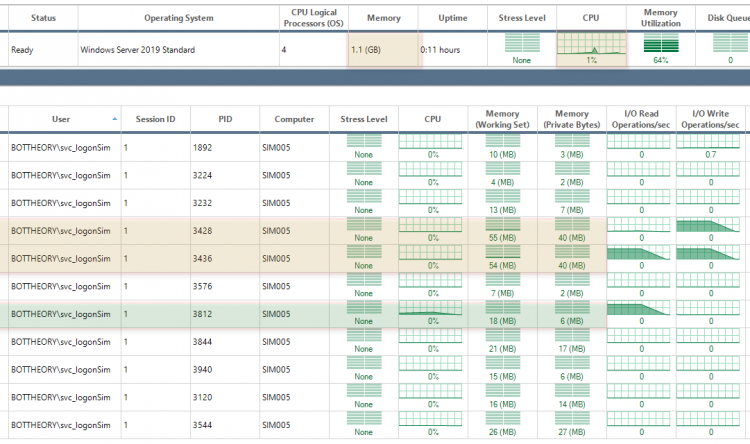 Status Operating System CPU Logical Processors (OS) Memory Uptime Stress Level CPU Memory Utilization Disk Queue
Ready Windows Server 2019 Standard 4 1.1 (GB) 0:11 hours None 1% 64% 0
User Session ID PID Computer Stress Level CPU Memory (Working Set) Memory (Private Bytes) I/O Read Operations/sec I/O Write Operations/sec
BOTTHEORY\svc_logonSim 1 1892 SIM005 None 0% 10 (MB) 3 (MB) 0 0.7
BOTTHEORY\svc_logonSim 1 3224 SIM005 None 0% 4 (MB) 2 (MB) 0 0
BOTTHEORY\svc_logonSim 1 3232 SIM005 None 0% 13 (MB) 7 (MB) 0 0
BOTTHEORY\svc_logonSim 1 3428 SIM005 None 0% 55 (MB) 40 (MB) 0 0
BOTTHEORY\svc_logonSim 1 3436 SIM005 None 0% 54 (MB) 40 (MB) 0 0
BOTTHEORY\svc_logonSim 1 3576 SIM005 None 0% 7 (MB) 2 (MB) 0 0
BOTTHEORY\svc_logonSim 1 3812 SIM005 None 0% 18 (MB) 6 (MB) 0 0
BOTTHEORY\svc_logonSim 1 3844 SIM005 None 0% 21 (MB) 17 (MB) 0 0
BOTTHEORY\svc_logonSim 1 3940 SIM005 None 0% 15 (MB) 6 (MB) 0 0
BOTTHEORY\svc_logonSim 1 3120 SIM005 None 0% 16 (MB) 14 (MB) 0 0
BOTTHEORY\svc_logonSim 1 3544 SIM005 None 0% 26 (MB) 27 (MB) 0 0